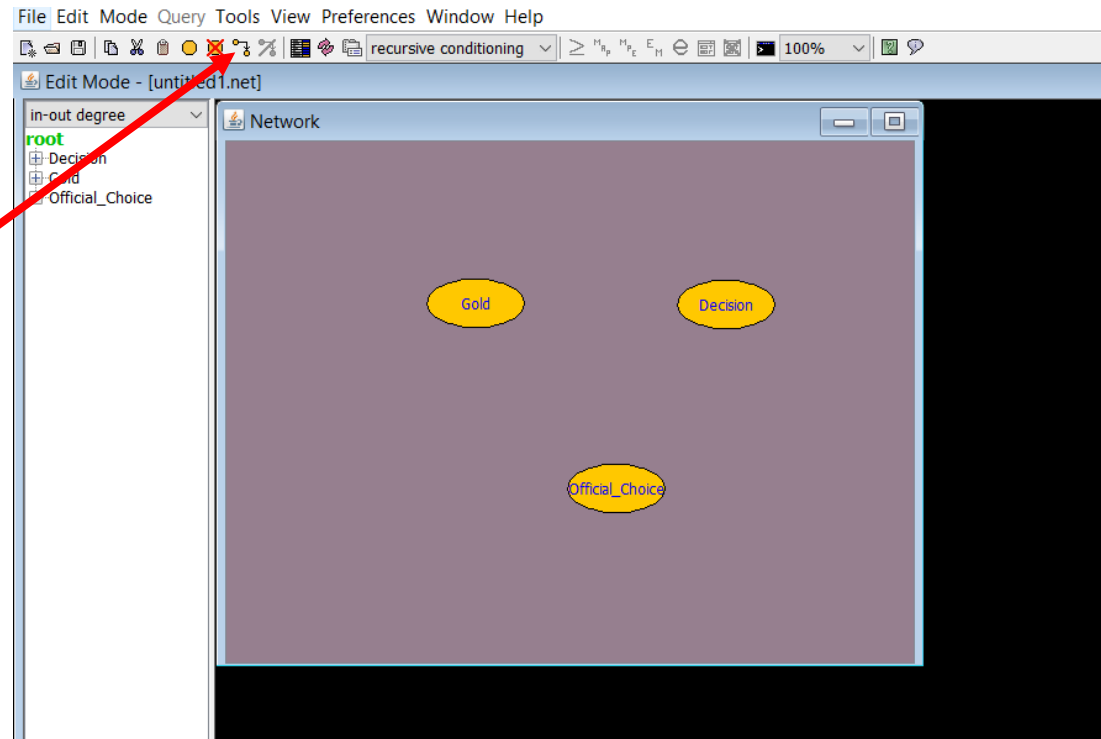 File Edit Mode Query Tools View Preferences Window Help
recursive conditioning 100%
Edit Mode - [untitled1.net]
in-out degree
root
Decision
Gold
Official_Choice
Network
Gold
Decision
Official_Choice